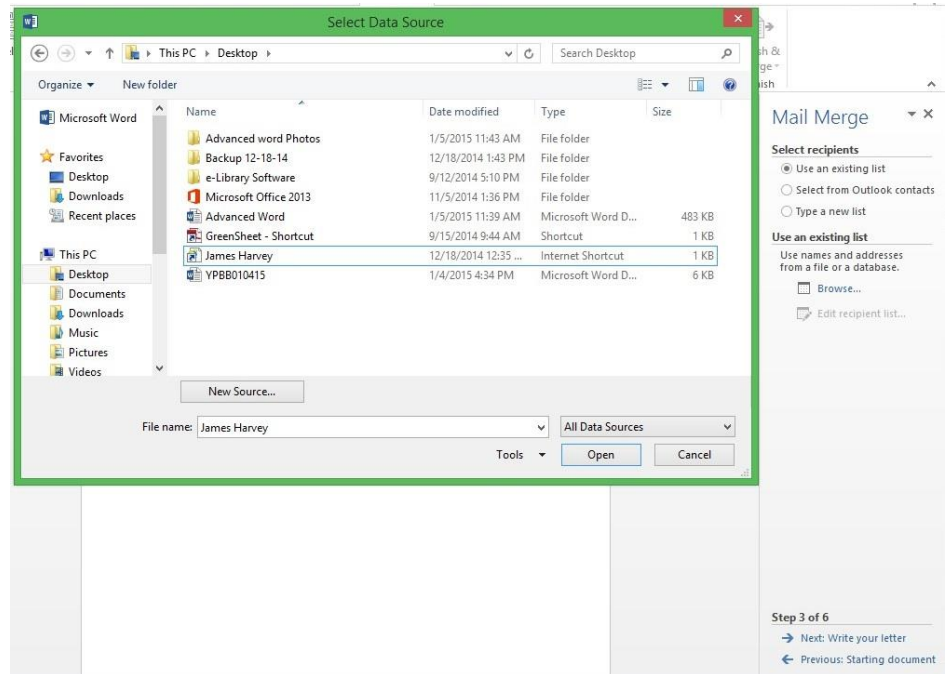 Select Data Source
This PC Desktop
Search Desktop
Organize New folder
Microsoft Word
Favorites
Desktop
Downloads
Recent places
This PC
Desktop
Documents
Downloads
Music
Pictures
Videos
Name Date modified Type Size
Advanced word Photos 1/5/2015 11:43 AM File folder
Backup 12-18-14 12/18/2014 1:43 PM File folder
e-Library Software 9/12/2014 5:10 PM File folder
Microsoft Office 2013 11/5/2014 1:36 PM File folder
Advanced Word 1/5/2015 11:39 AM Microsoft Word D... 483 KB
GreenSheet - Shortcut 9/15/2014 9:44 AM Shortcut 1 KB
James Harvey 12/18/2014 12:35 ... Internet Shortcut 1 KB
YPBB010415 1/4/2015 4:34 PM Microsoft Word D... 6 KB
New Source...
File name: James Harvey All Data Sources
Tools Open Cancel
sh &
ge
ish
Mail Merge
Select recipients
Use an existing list
Select from Outlook contacts
Type a new list
Use an existing list
Use names and addresses
from a file or a database.
Browse...
Edit recipient list...
Step 3 of 6
Next: Write your letter
Previous: Starting document